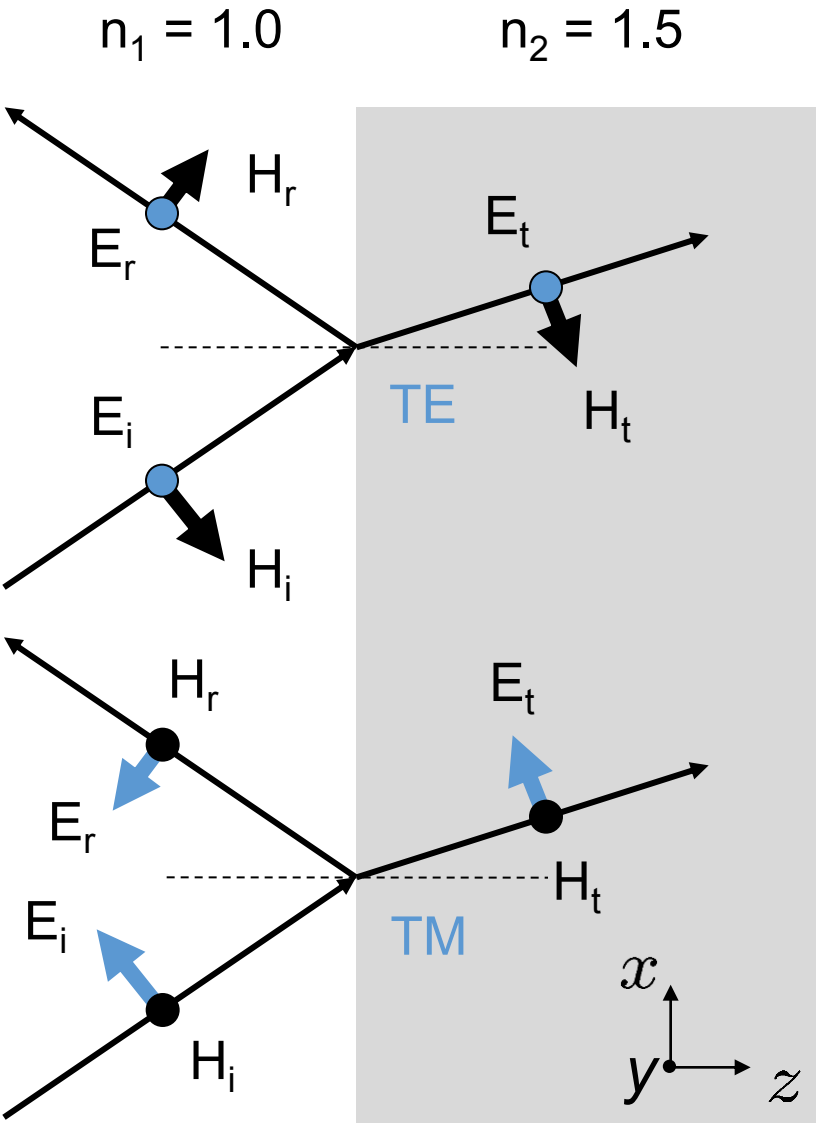 n₁ = 1.0 n₂ = 1.5
Hᵣ
Eᵣ
Eₜ
TE
Eᵢ
Hₜ
Hᵢ
Hᵣ
Eₜ
Eᵣ
Hₜ
Eᵢ
TM
x
Hᵢ
y z